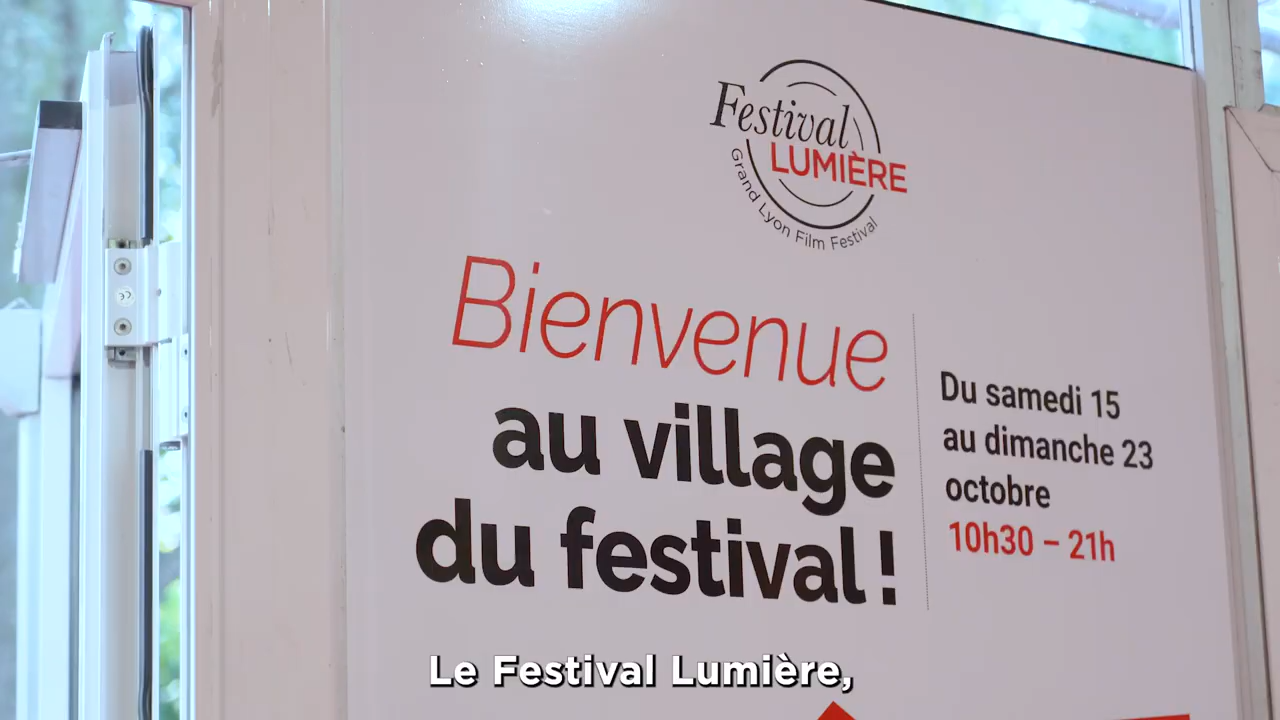 Festival
LUMIÈRE
Grand Lyon Film Festival
Bienvenue
au village
du festival !
Du samedi 15
au dimanche 23
octobre
10h30 – 21h
Le Festival Lumière,